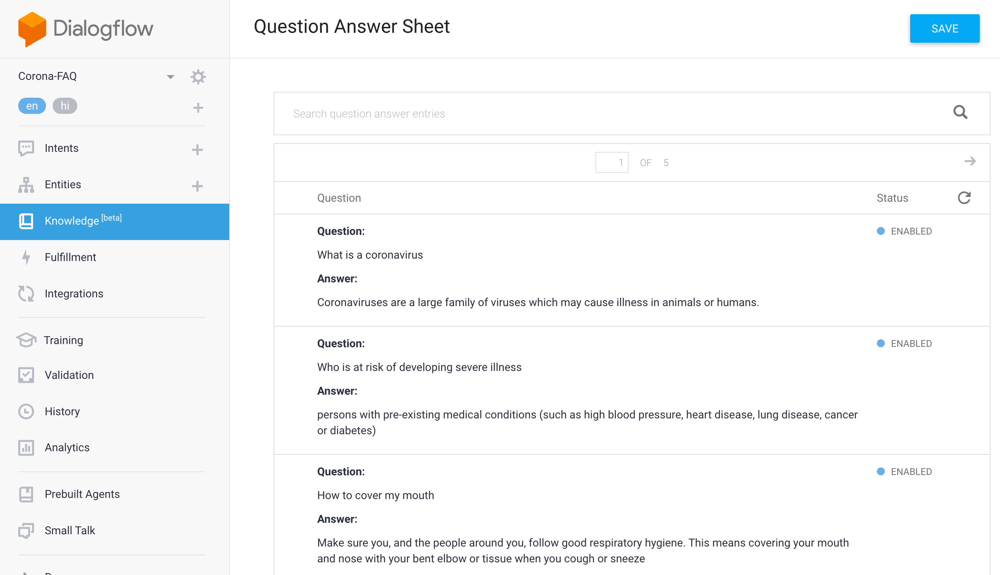 Dialogflow
Question Answer Sheet
SAVE
Corona-FAQ
en hi
Intents
Entities
Knowledge [beta]
Fulfillment
Integrations
Training
Validation
History
Analytics
Prebuilt Agents
Small Talk
Search question answer entries
1 OF 5
Question Status
Question: ENABLED
What is a coronavirus
Answer:
Coronaviruses are a large family of viruses which may cause illness in animals or humans.
Question: ENABLED
Who is at risk of developing severe illness
Answer:
persons with pre-existing medical conditions (such as high blood pressure, heart disease, lung disease, cancer
or diabetes)
Question: ENABLED
How to cover my mouth
Answer:
Make sure you, and the people around you, follow good respiratory hygiene. This means covering your mouth
and nose with your bent elbow or tissue when you cough or sneeze